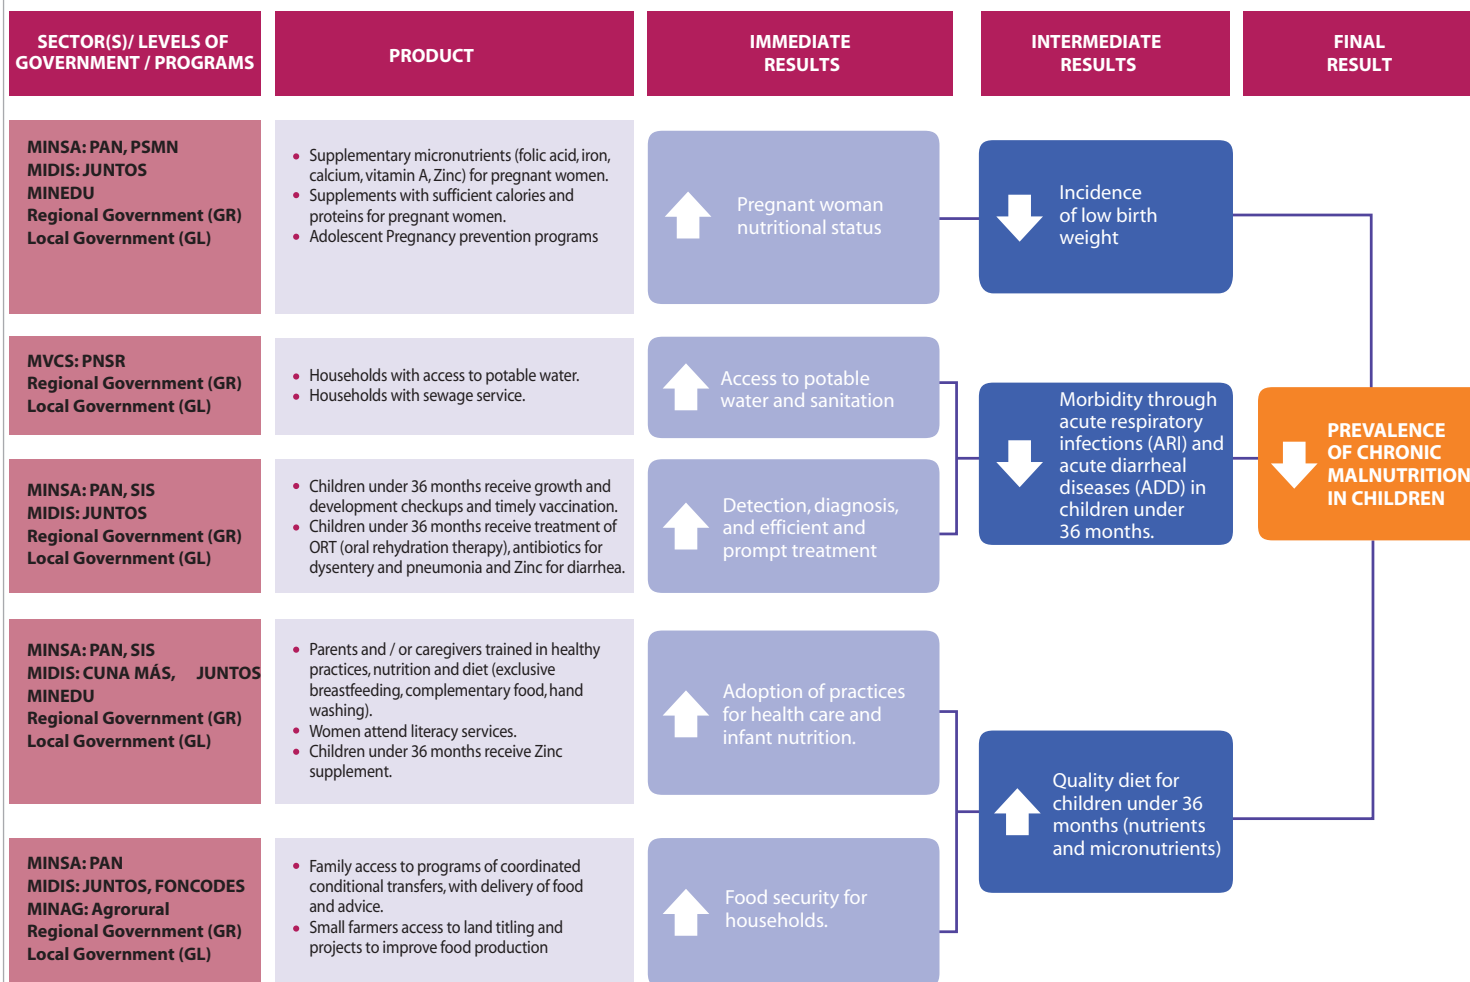 SECTOR(S)/ LEVELS OF
GOVERNMENT / PROGRAMS
PRODUCT
IMMEDIATE
RESULTS
INTERMEDIATE
RESULTS
FINAL
RESULT
MINSA: PAN, PSMN
MIDIS: JUNTOS
MINEDU
Regional Government (GR)
Local Government (GL)
• Supplementary micronutrients (folic acid, iron,
calcium, vitamin A, Zinc) for pregnant women.
• Supplements with sufficient calories and
proteins for pregnant women.
• Adolescent Pregnancy prevention programs
Pregnant woman
nutritional status
Incidence
of low birth
weight
MVCS: PNSR
Regional Government (GR)
Local Government (GL)
• Households with access to potable water.
• Households with sewage service.
Access to potable
water and sanitation
Morbidity through
acute respiratory
infections (ARI) and
acute diarrheal
diseases (ADD) in
children under
36 months.
PREVALENCE
OF CHRONIC
MALNUTRITION
IN CHILDREN
MINSA: PAN, SIS
MIDIS: JUNTOS
Regional Government (GR)
Local Government (GL)
• Children under 36 months receive growth and
development checkups and timely vaccination.
• Children under 36 months receive treatment of
ORT (oral rehydration therapy), antibiotics for
dysentery and pneumonia and Zinc for diarrhea.
Detection, diagnosis,
and efficient and
prompt treatment
MINSA: PAN, SIS
MIDIS: CUNA MÁS, JUNTOS
MINEDU
Regional Government (GR)
Local Government (GL)
• Parents and / or caregivers trained in healthy
practices, nutrition and diet (exclusive
breastfeeding, complementary food, hand
washing).
• Women attend literacy services.
• Children under 36 months receive Zinc
supplement.
Adoption of practices
for health care and
infant nutrition.
Quality diet for
children under 36
months (nutrients
and micronutrients)
MINSA: PAN
MIDIS: JUNTOS, FONCODES
MINAG: Agrorural
Regional Government (GR)
Local Government (GL)
• Family access to programs of coordinated
conditional transfers, with delivery of food
and advice.
• Small farmers access to land titling and
projects to improve food production
Food security for
households.